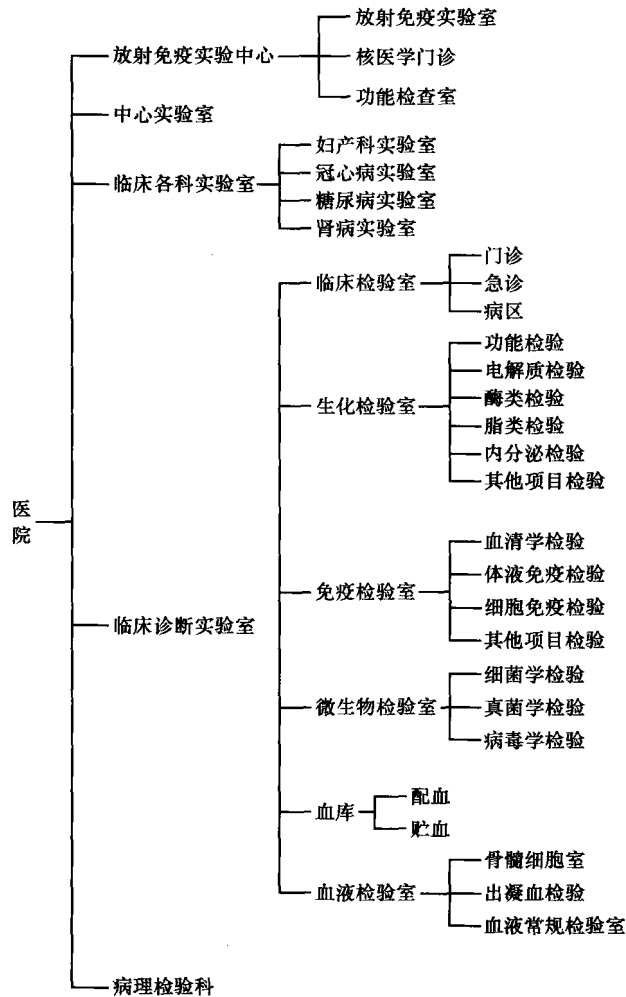 放射免疫实验室
放射免疫实验中心
核医学门诊
功能检查室
中心实验室
妇产科实验室
冠心病实验室
临床各科实验室
糖尿病实验室
肾病实验室
门诊
临床检验室
急诊
病区
功能检验
电解质检验
酶类检验
生化检验室
脂类检验
内分泌检验
其他项目检验
医
院
血清学检验
体液免疫检验
免疫检验室
细胞免疫检验
临床诊断实验室
其他项目检验
细菌学检验
微生物检验室
真菌学检验
病毒学检验
配血
血库
贮血
骨髓细胞室
血液检验室
出凝血检验
血液常规检验室
病理检验科